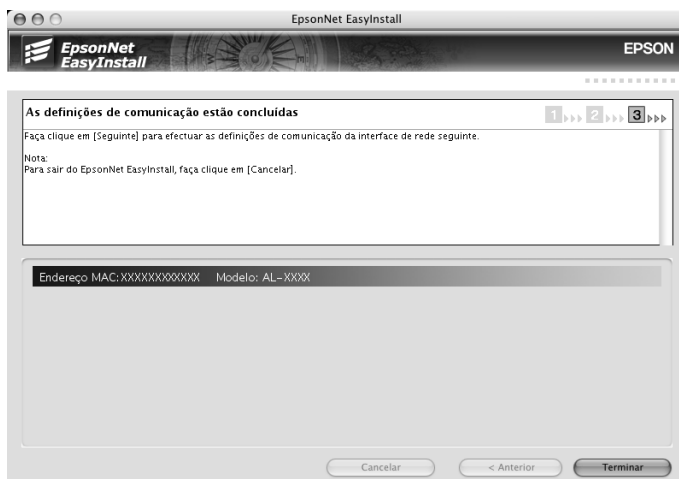 EpsonNet EasyInstall
EpsonNet
EasyInstall
EPSON
As definições de comunicação estão concluídas
1 2 3
Faça clique em [Seguinte] para efectuar as definições de comunicação da interface de rede seguinte.
Nota:
Para sair do EpsonNet EasyInstall, faça clique em [Cancelar].
Endereço MAC:XXXXXXXXXXXX Modelo: AL-XXXX
Cancelar
< Anterior
Terminar